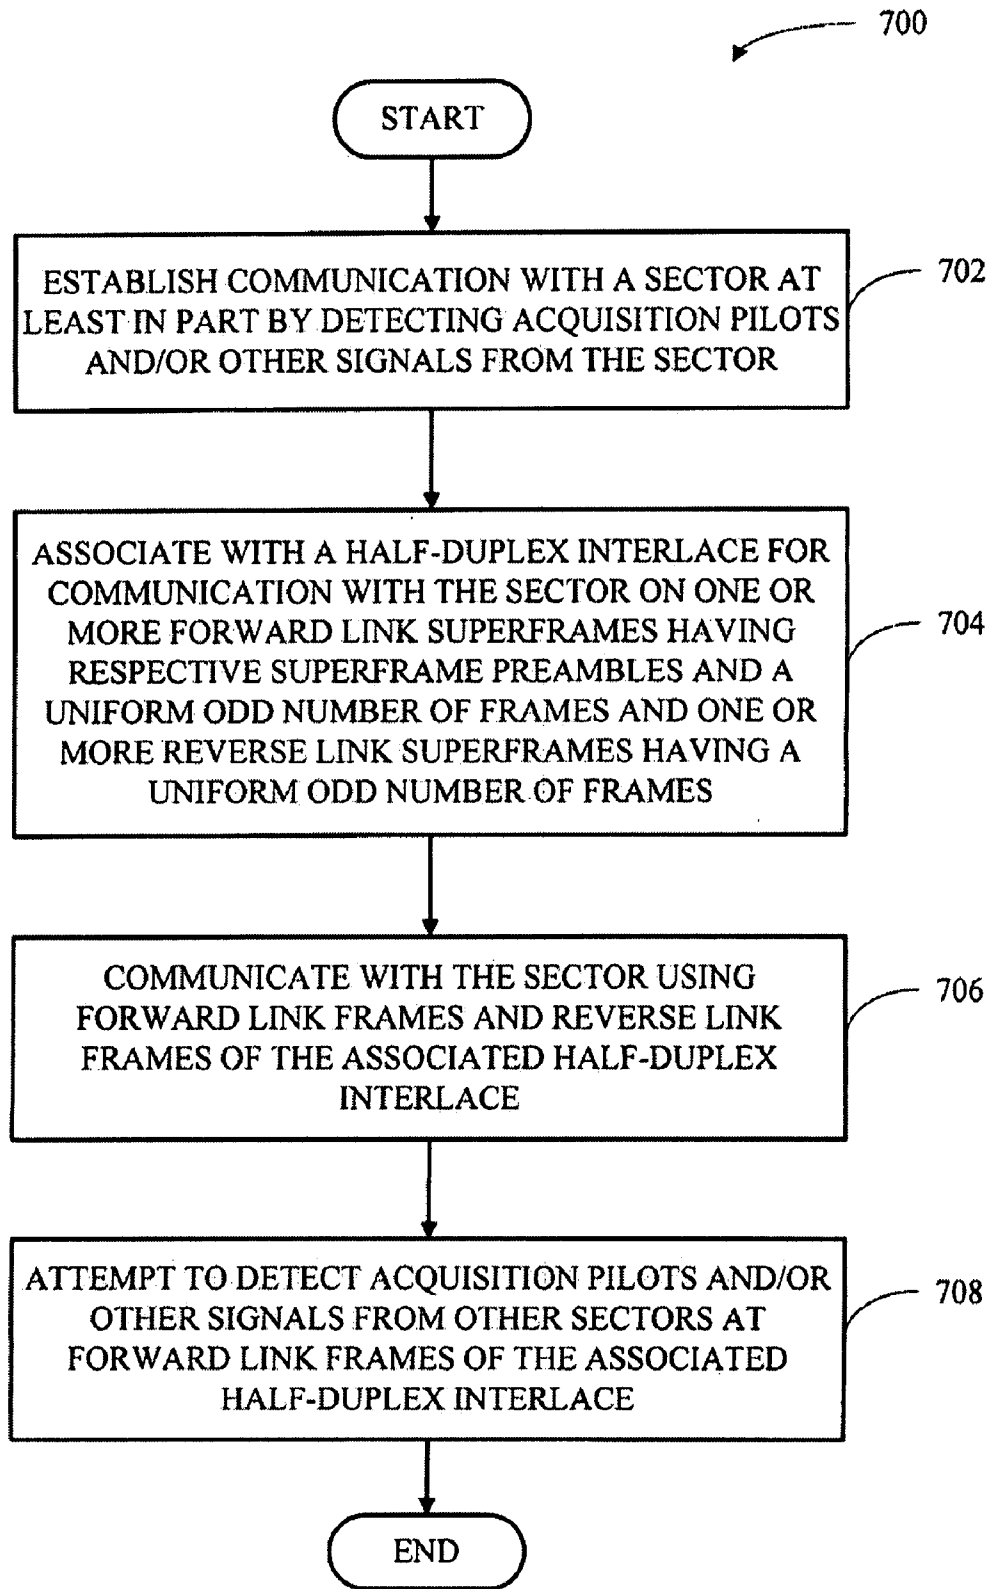 700
START
ESTABLISH COMMUNICATION WITH A SECTOR AT
LEAST IN PART BY DETECTING ACQUISITION PILOTS
AND/OR OTHER SIGNALS FROM THE SECTOR
702
ASSOCIATE WITH A HALF-DUPLEX INTERLACE FOR
COMMUNICATION WITH THE SECTOR ON ONE OR
MORE FORWARD LINK SUPERFRAMES HAVING
RESPECTIVE SUPERFRAME PREAMBLES AND A
UNIFORM ODD NUMBER OF FRAMES AND ONE OR
MORE REVERSE LINK SUPERFRAMES HAVING A
UNIFORM ODD NUMBER OF FRAMES
704
COMMUNICATE WITH THE SECTOR USING
FORWARD LINK FRAMES AND REVERSE LINK
FRAMES OF THE ASSOCIATED HALF-DUPLEX
INTERLACE
706
ATTEMPT TO DETECT ACQUISITION PILOTS AND/OR
OTHER SIGNALS FROM OTHER SECTORS AT
FORWARD LINK FRAMES OF THE ASSOCIATED
HALF-DUPLEX INTERLACE
708
END